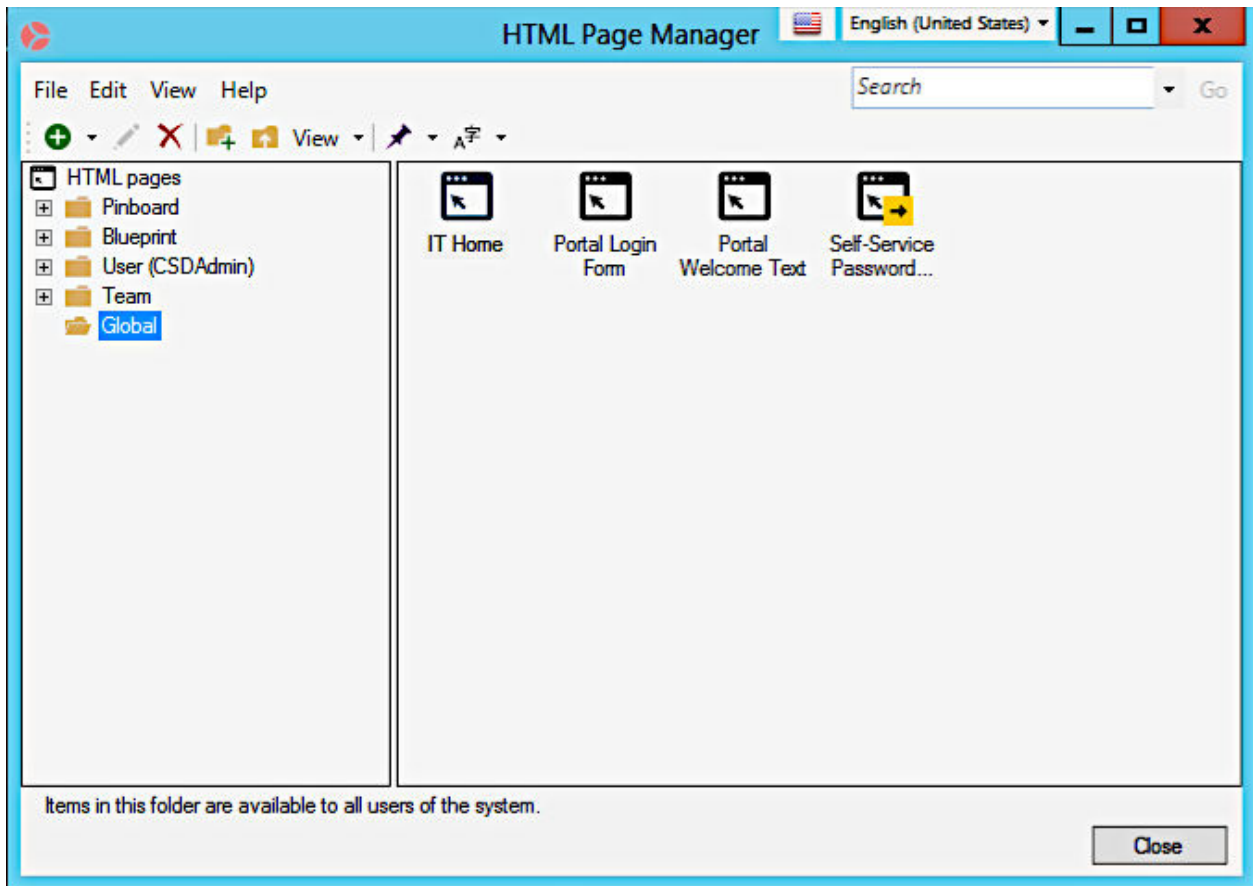 HTML Page Manager
English (United States)
File Edit View Help
Search
Go
View
A字
HTML pages
Pinboard
Blueprint
User (CSDAdmin)
Team
Global
IT Home
Portal Login
Form
Portal
Welcome Text
Self-Service
Password...
Items in this folder are available to all users of the system.
Close